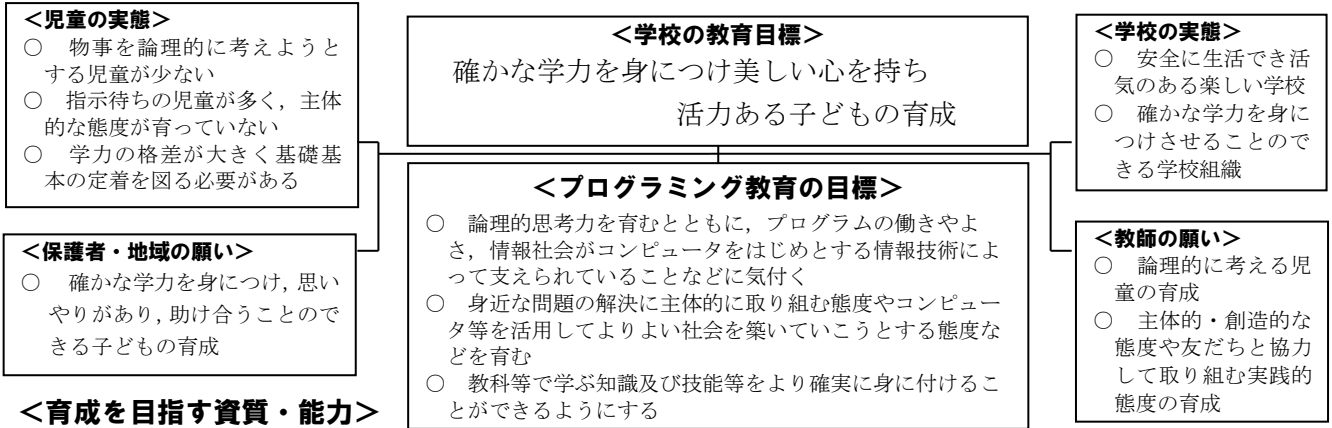 ＜児童の実態＞
○　物事を論理的に考えようと
する児童が少ない
○　指示待ちの児童が多く，主体
的な態度が育っていない
○　学力の格差が大きく基礎基
本の定着を図る必要がある
＜保護者・地域の願い＞
○　確かな学力を身につけ，思い
やりがあり，助け合うことので
きる子どもの育成
＜学校の教育目標＞
確かな学力を身につけ美しい心を持ち
活力ある子どもの育成
＜プログラミング教育の目標＞
○　論理的思考力を育むとともに，プログラムの働きやよ
さ，情報社会がコンピュータをはじめとする情報技術によ
って支えられていることなどに気付く
○　身近な問題の解決に主体的に取り組む態度やコンピュー
タ等を活用してよりよい社会を築いていこうとする態度な
どを育む
○　教科等で学ぶ知識及び技能等をより確実に身に付けるこ
とができるようにする
＜学校の実態＞
○　安全に生活でき活
気のある楽しい学校
○　確かな学力を身に
つけさせることので
きる学校組織
＜教師の願い＞
○　論理的に考える児
童の育成
○　主体的・創造的な
態度や友だちと協力
して取り組む実践的
態度の育成
＜育成を目指す資質・能力＞